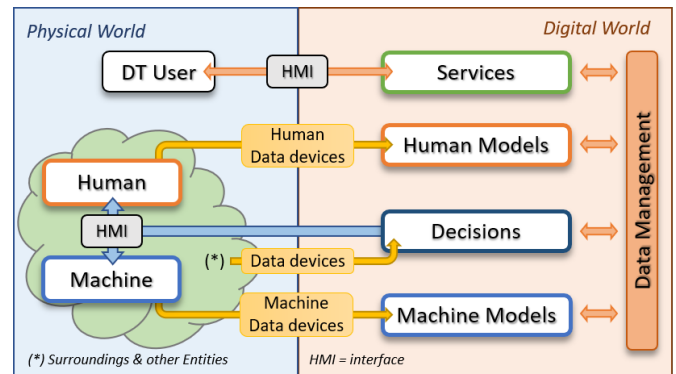 Physical World
Digital World
DT User
HMI
Services
Human
Data devices
Human Models
Human
HMI
Decisions
(*)
Data devices
Machine
Machine
Data devices
Machine Models
Data Management
(*) Surroundings & other Entities
HMI = interface